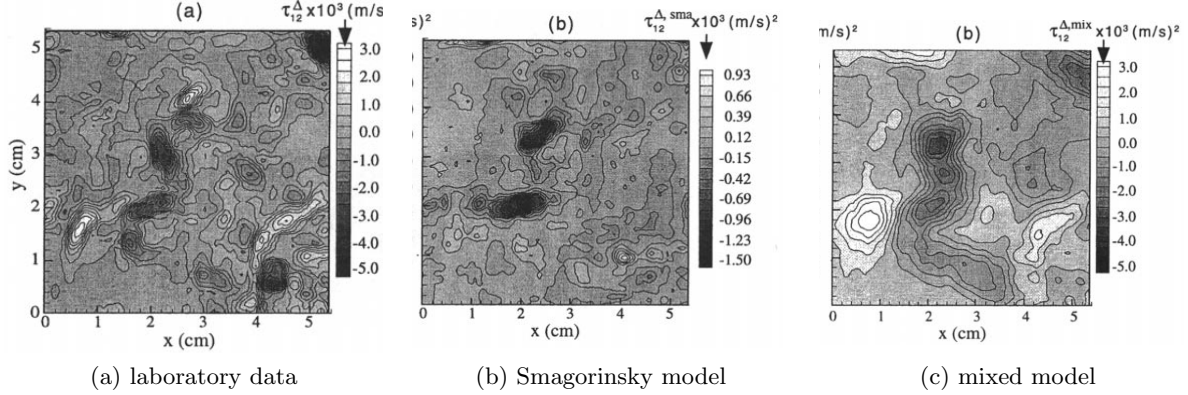 (a)
τ₁₂^Δ x10³ (m/s
3.0
2.0
1.0
0.0
-1.0
-2.0
-3.0
-4.0
-5.0
y (cm)
5
4
3
2
1
0
0 1 2 3 4 5
x (cm)
(a) laboratory data
s)²
(b)
τ₁₂^Δ, sma x10³ (m/s)²
0.93
0.66
0.39
0.12
-0.15
-0.42
-0.69
-0.96
-1.23
-1.50
0 1 2 3 4 5
x (cm)
(b) Smagorinsky model
m/s)²
(b)
τ₁₂^Δ,mix x10³ (m/s)²
3.0
2.0
1.0
0.0
-1.0
-2.0
-3.0
-4.0
-5.0
0 1 2 3 4 5
x (cm)
(c) mixed model